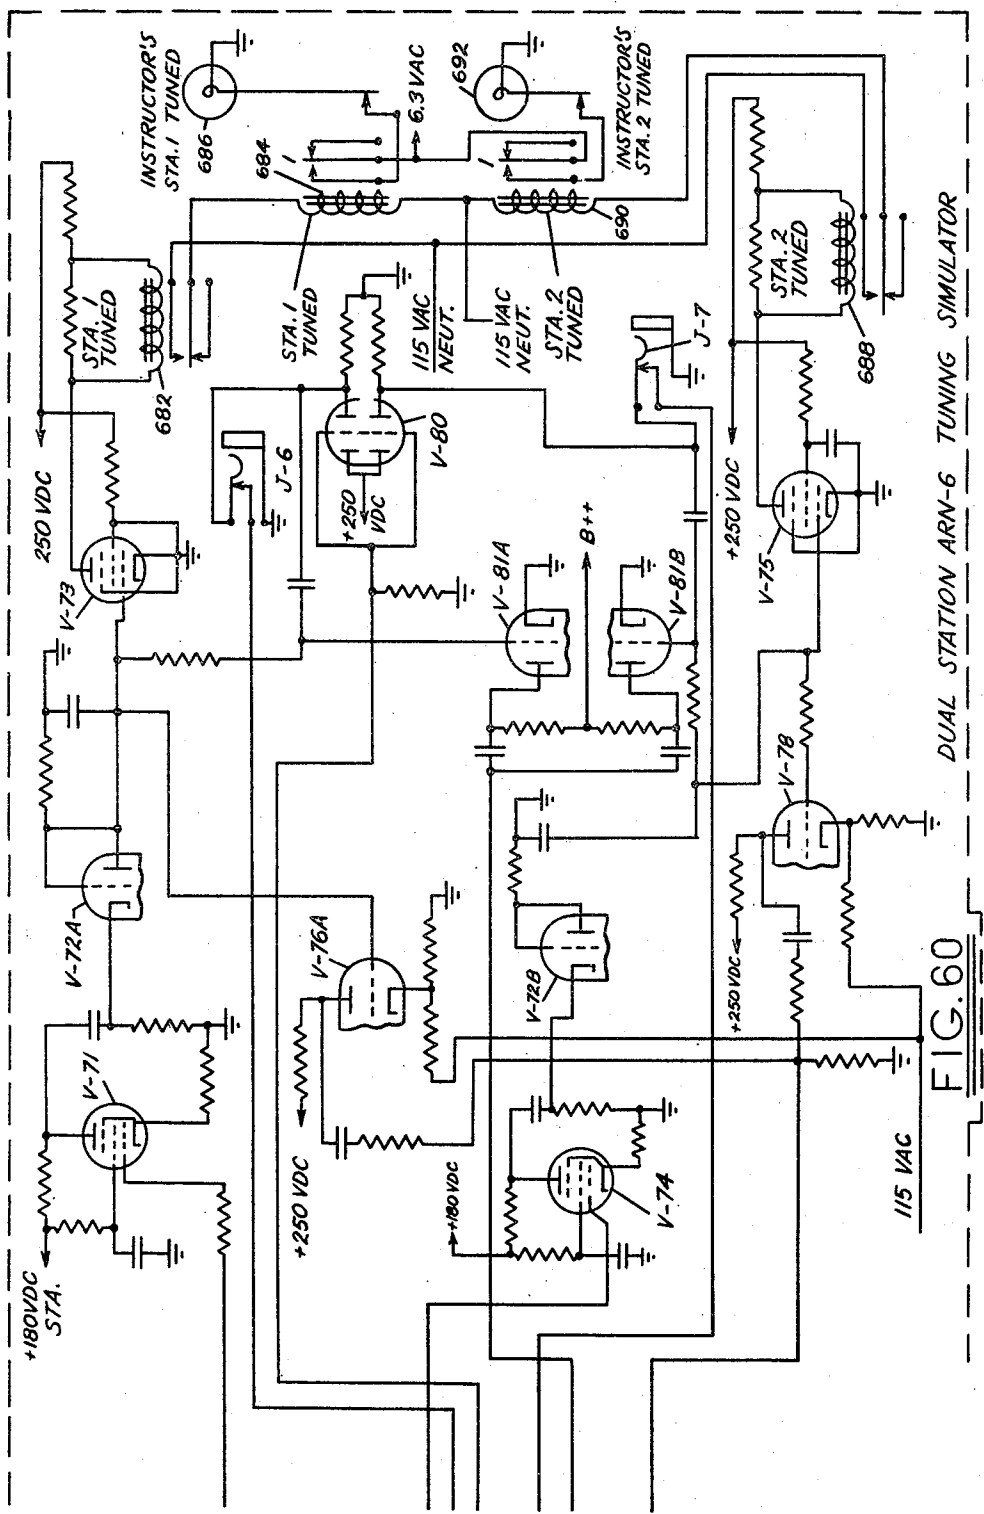 INSTRUCTOR'S
STA. 1 TUNED
686
684
1
6.3 VAC
692
INSTRUCTOR'S
STA. 2 TUNED
1
690
STA. 1
TUNED
682
STA. 1
TUNED
115 VAC
NEUT.
115 VAC
NEUT.
STA. 2
TUNED
STA. 2
TUNED
688
250 VDC
V-73
J-6
V-80
+250
VDC
J-7
+250 VDC
V-75
V-81A
B++
V-81B
V-72A
V-76A
V-72B
V-78
+250 VDC
V-71
+250 VDC
+180VDC
V-74
+180VDC
STA.
115 VAC
DUAL STATION ARN-6 TUNING SIMULATOR
FIG. 60